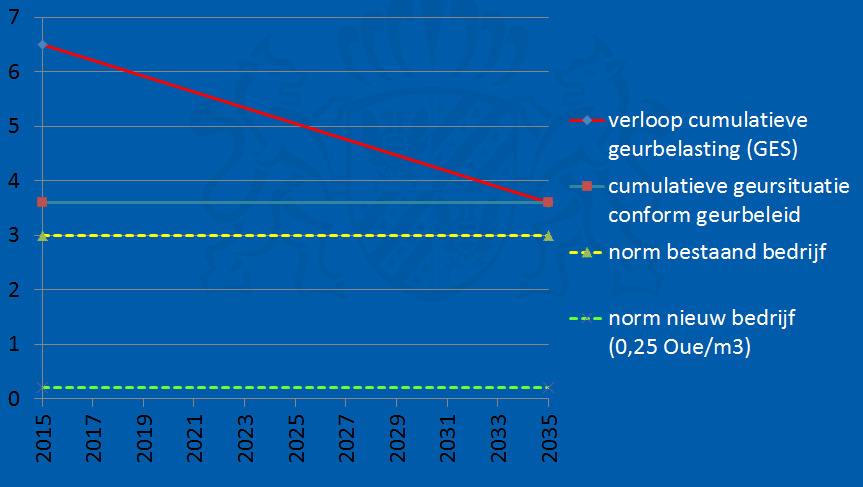 7
6
5
4
3
2
1
0
2015
2017
2019
2021
2023
2025
2027
2029
2031
2033
2035
verloop cumulatieve
geurbelasting (GES)
cumulatieve geursituatie
conform geurbeleid
norm bestaand bedrijf
norm nieuw bedrijf
(0,25 Oue/m3)